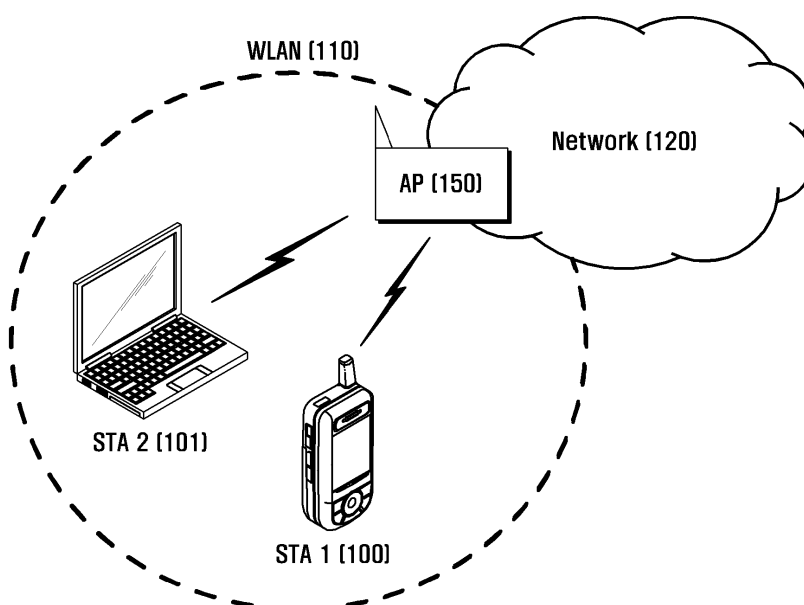 WLAN (110)
Network (120)
AP (150)
STA 2 (101)
STA 1 (100)